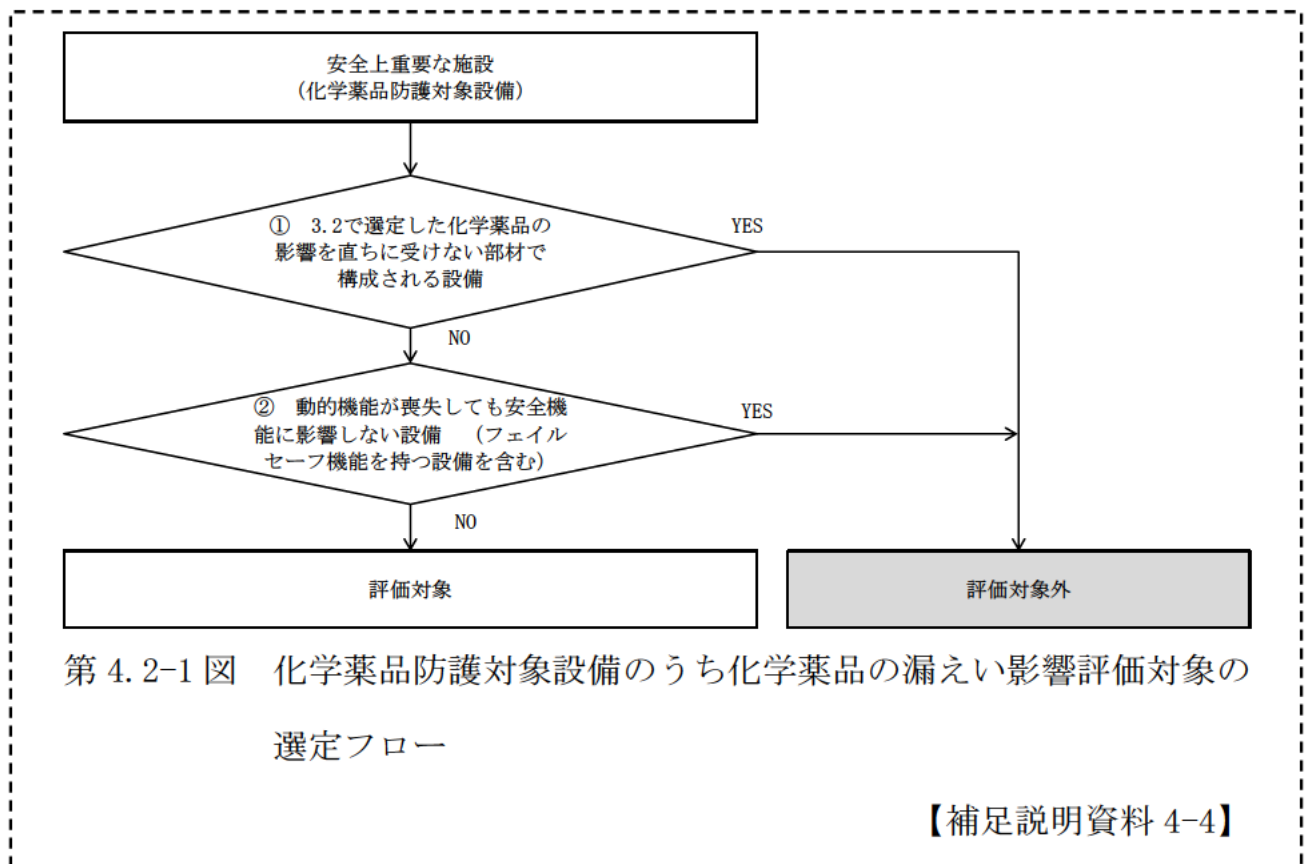 安全上重要な施設
(化学薬品防護対象設備)
① 3.2で選定した化学薬品の
影響を直ちに受けない部材で
構成される設備
YES
NO
② 動的機能が喪失しても安全機
能に影響しない設備 (フェイル
セーフ機能を持つ設備を含む)
YES
NO
評価対象
評価対象外
第 4.2-1 図 化学薬品防護対象設備のうち化学薬品の漏えい影響評価対象の
選定フロー
【補足説明資料 4-4】